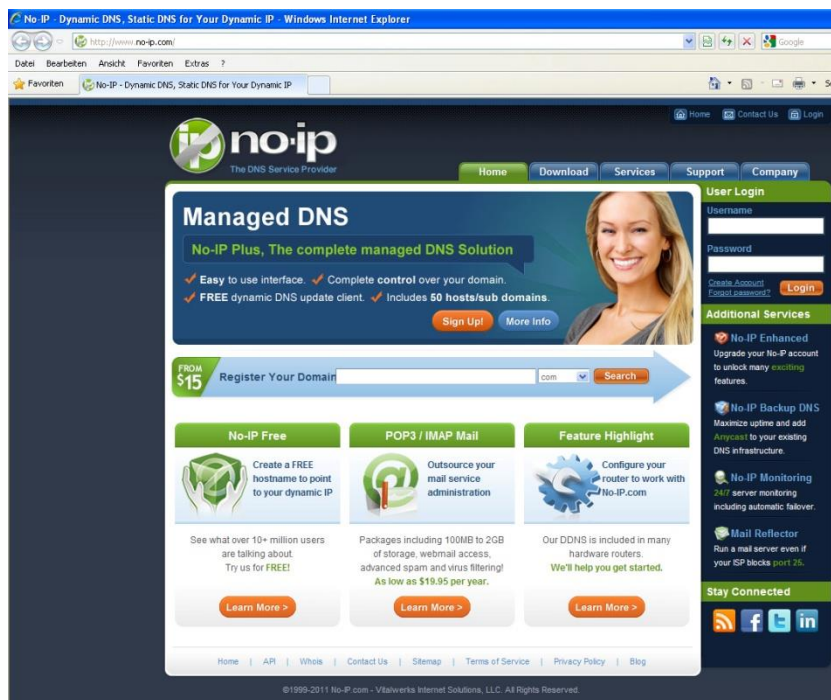 No-IP - Dynamic DNS, Static DNS for Your Dynamic IP - Windows Internet Explorer
http://www.no-ip.com/
Google
Datei Bearbeiten Ansicht Favoriten Extras ?
Favoriten
No-IP - Dynamic DNS, Static DNS for Your Dynamic IP
Home Contact Us Login
ip no-ip
The DNS Service Provider
Home Download Services Support Company
Managed DNS
No-IP Plus, The complete managed DNS Solution
Easy to use interface. Complete control over your domain.
FREE dynamic DNS update client. Includes 50 hosts/sub domains.
Sign Up! More Info
User Login
Username
Password
Create Account
Forgot password?
Login
FROM
$15
Register Your Domain
com
Search
No-IP Free
Create a FREE
hostname to point
to your dynamic IP
See what over 10+ million users
are talking about.
Try us for FREE!
Learn More >
POP3 / IMAP Mail
Outsource your
mail service
administration
Packages including 100MB to 2GB
of storage, webmail access,
advanced spam and virus filtering!
As low as $19.95 per year.
Learn More >
Feature Highlight
Configure your
router to work with
No-IP.com
Our DDNS is included in many
hardware routers.
We'll help you get started.
Learn More >
Additional Services
No-IP Enhanced
Upgrade your No-IP account
to unlock many exciting
features.
No-IP Backup DNS
Maximize uptime and add
Anycast to your existing
DNS infrastructure.
No-IP Monitoring
24/7 server monitoring
including automatic failover.
Mail Reflector
Run a mail server even if
your ISP blocks port 25.
Stay Connected
Home | API | Whois | Contact Us | Sitemap | Terms of Service | Privacy Policy | Blog
©1999-2011 No-IP.com - Vitalwerks Internet Solutions, LLC. All Rights Reserved.